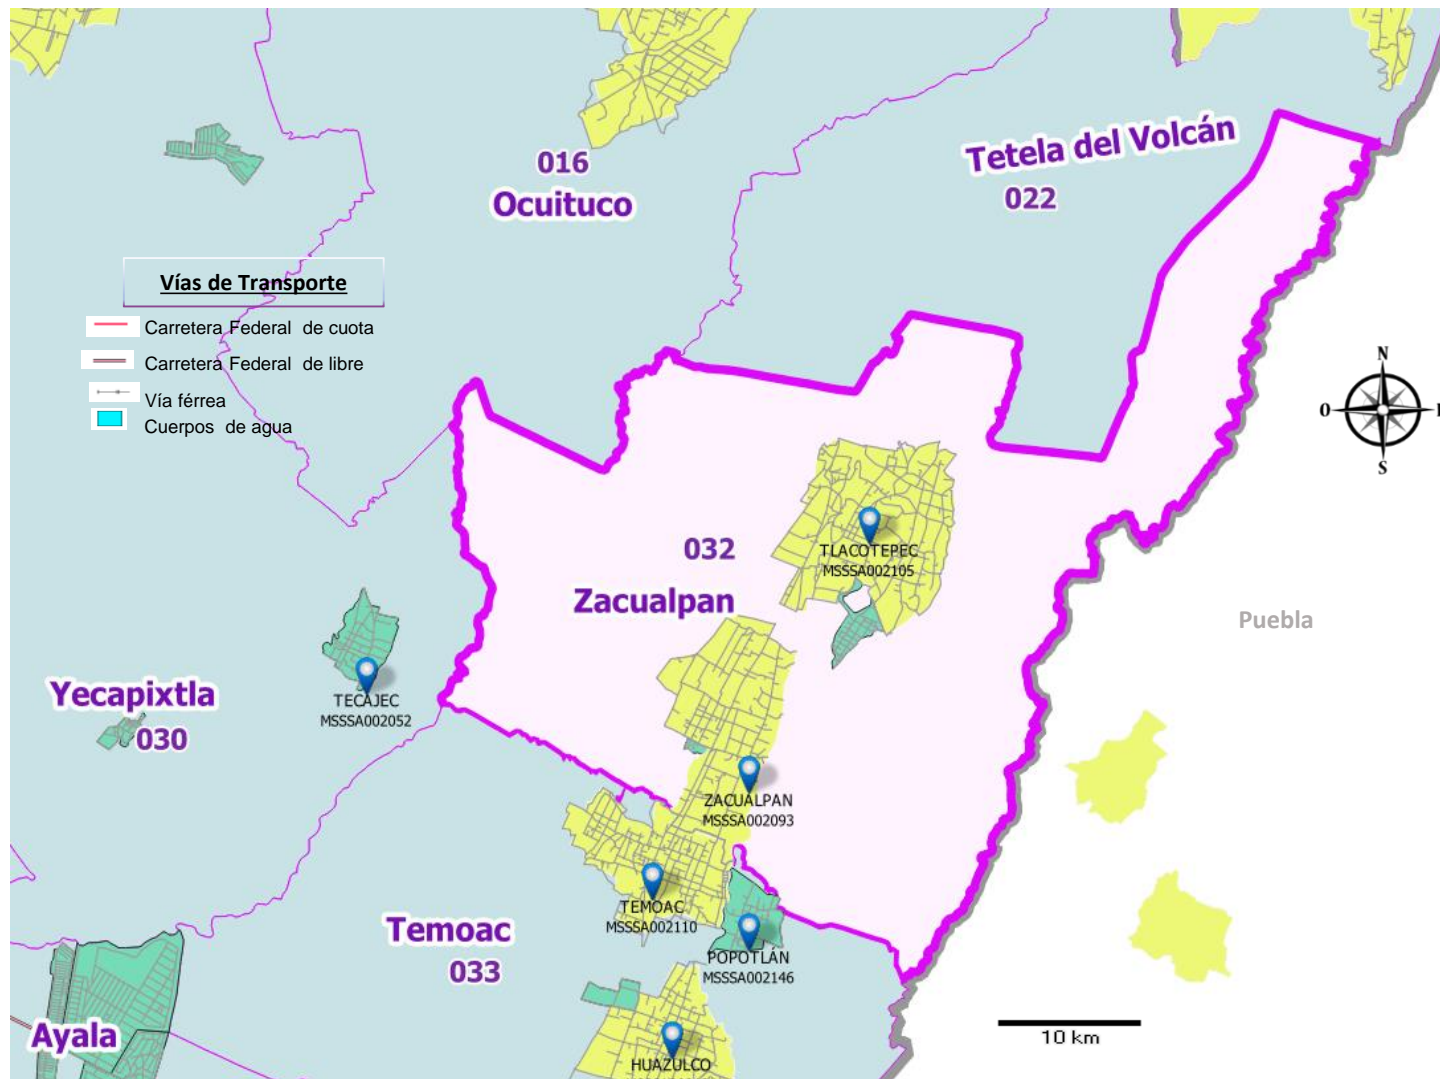 Tetela del Volcán
022
016
Ocuituco
Vías de Transporte
Carretera Federal de cuota
Carretera Federal de libre
Vía férrea
Cuerpos de agua
N
O
S
032
Zacualpan
TLACOTEPEC
MSSSA002105
Puebla
Yecapixtla
030
TECAJEC
MSSSA002052
ZACUALPAN
MSSSA002093
TEMOAC
MSSSA002110
Temoac
033
POPOTLÁN
MSSSA002146
Ayala
HUAZULCO
10 km